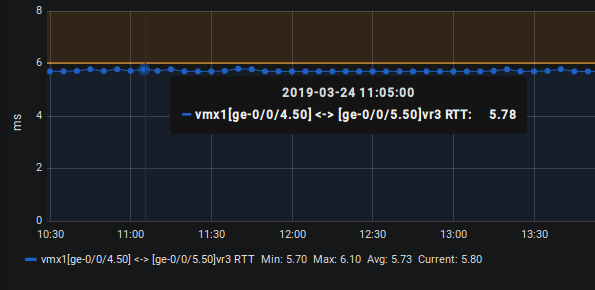 8
6
4
2
0
ms
2019-03-24 11:05:00
vmx1[ge-0/0/4.50] <-> [ge-0/0/5.50]vr3 RTT: 5.78
10:30 11:00 11:30 12:00 12:30 13:00 13:30
vmx1[ge-0/0/4.50] <-> [ge-0/0/5.50]vr3 RTT Min: 5.70 Max: 6.10 Avg: 5.73 Current: 5.80